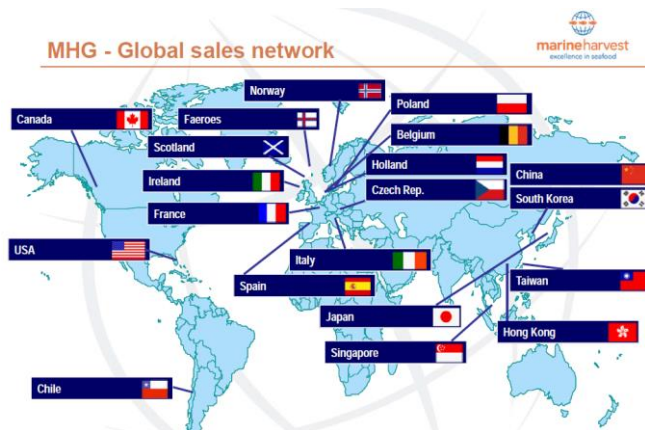 MHG - Global sales network
marineharvest
excellence in seafood
Norway
Canada
Faeroes
Poland
Scotland
Belgium
Ireland
Holland
China
France
Czech Rep.
South Korea
USA
Italy
Spain
Taiwan
Japan
Singapore
Hong Kong
Chile